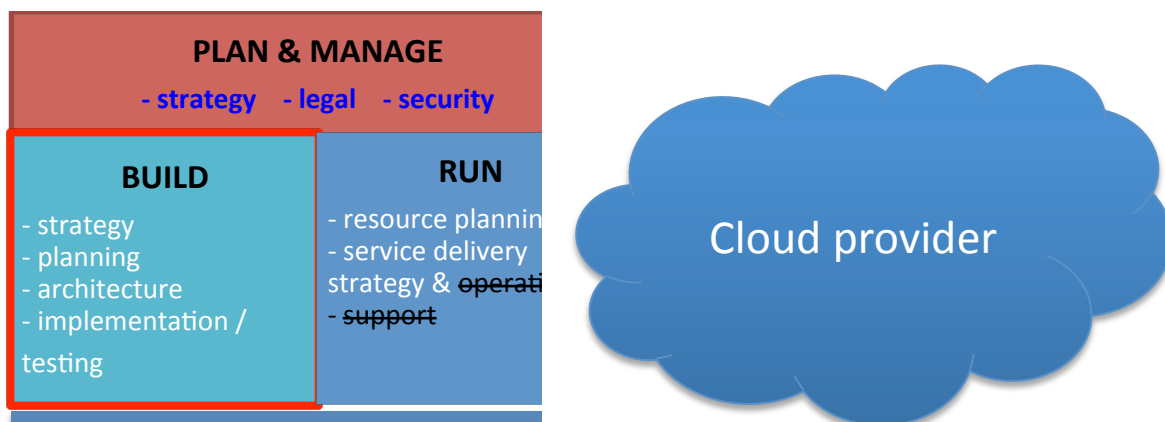 PLAN & MANAGE
- strategy - legal - security
BUILD
- strategy
- planning
- architecture
- implementation /
testing
RUN
- resource plannin
- service delivery
strategy & operati
- support
Cloud provider